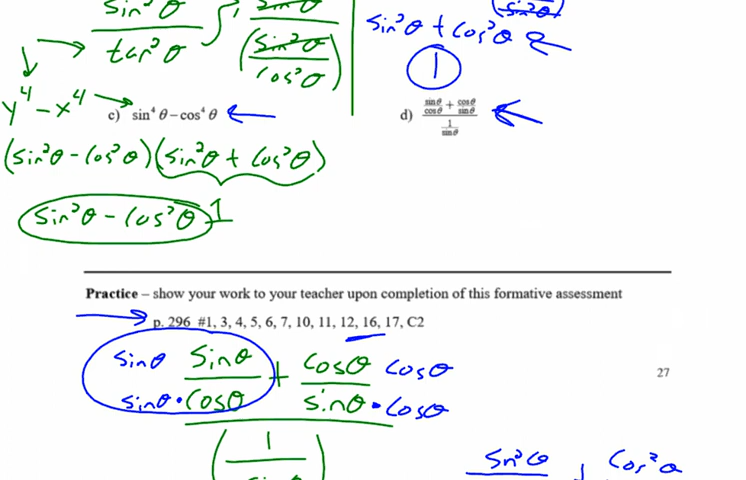 sin²θ
tan²θ
sin²θ
cos²θ
sin²θ + cos²θ
1
y⁴ - x⁴
c) sin⁴ θ - cos⁴ θ
d) (sinθ/cosθ + cosθ/sinθ) / (1/sinθ)
(sin²θ - cos²θ)(sin²θ + cos²θ)
sin²θ - cos²θ 1
Practice – show your work to your teacher upon completion of this formative assessment
p. 296 #1, 3, 4, 5, 6, 7, 10, 11, 12, 16, 17, C2
27
sinθ sinθ + cosθ cosθ
sinθ · cosθ sinθ · cosθ
1
sin²θ + cos²θ